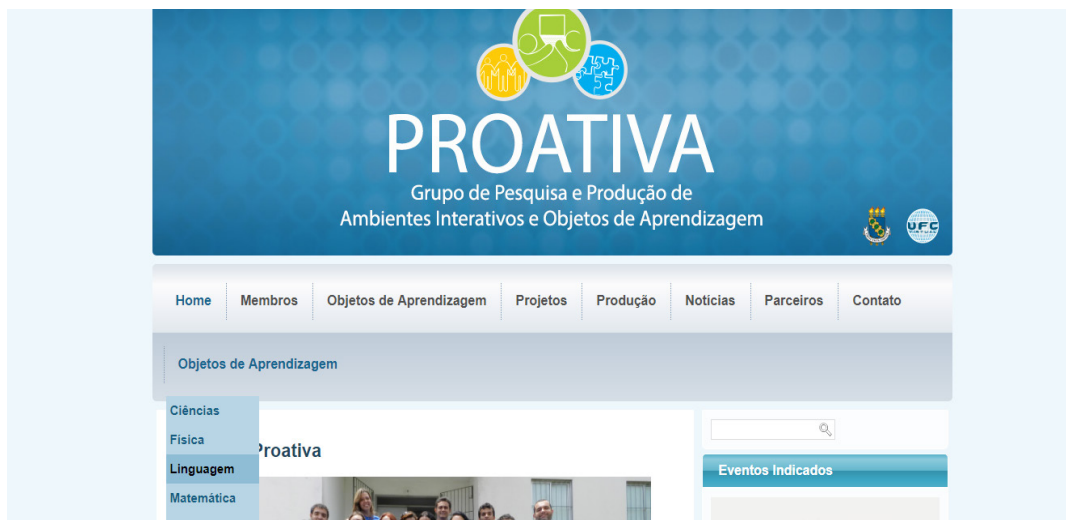 PROATIVA
Grupo de Pesquisa e Produção de
Ambientes Interativos e Objetos de Aprendizagem
UFC
VIRTUAL
Home Membros Objetos de Aprendizagem Projetos Produção Notícias Parceiros Contato
Objetos de Aprendizagem
Ciências
Física
Linguagem
Matemática
Proativa
Eventos Indicados